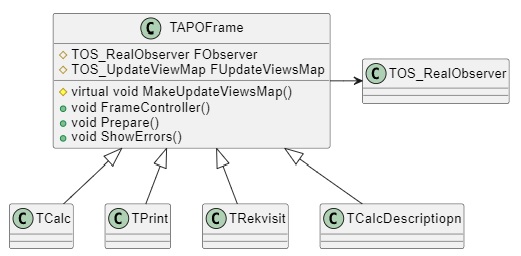 C TAPOFrame
TOS_RealObserver FObserver
TOS_UpdateViewMap FUpdateViewsMap
virtual void MakeUpdateViewsMap()
void FrameController()
void Prepare()
void ShowErrors()
C TOS_RealObserver
C TCalc
C TPrint
C TRekvisit
C TCalcDescriptiopn